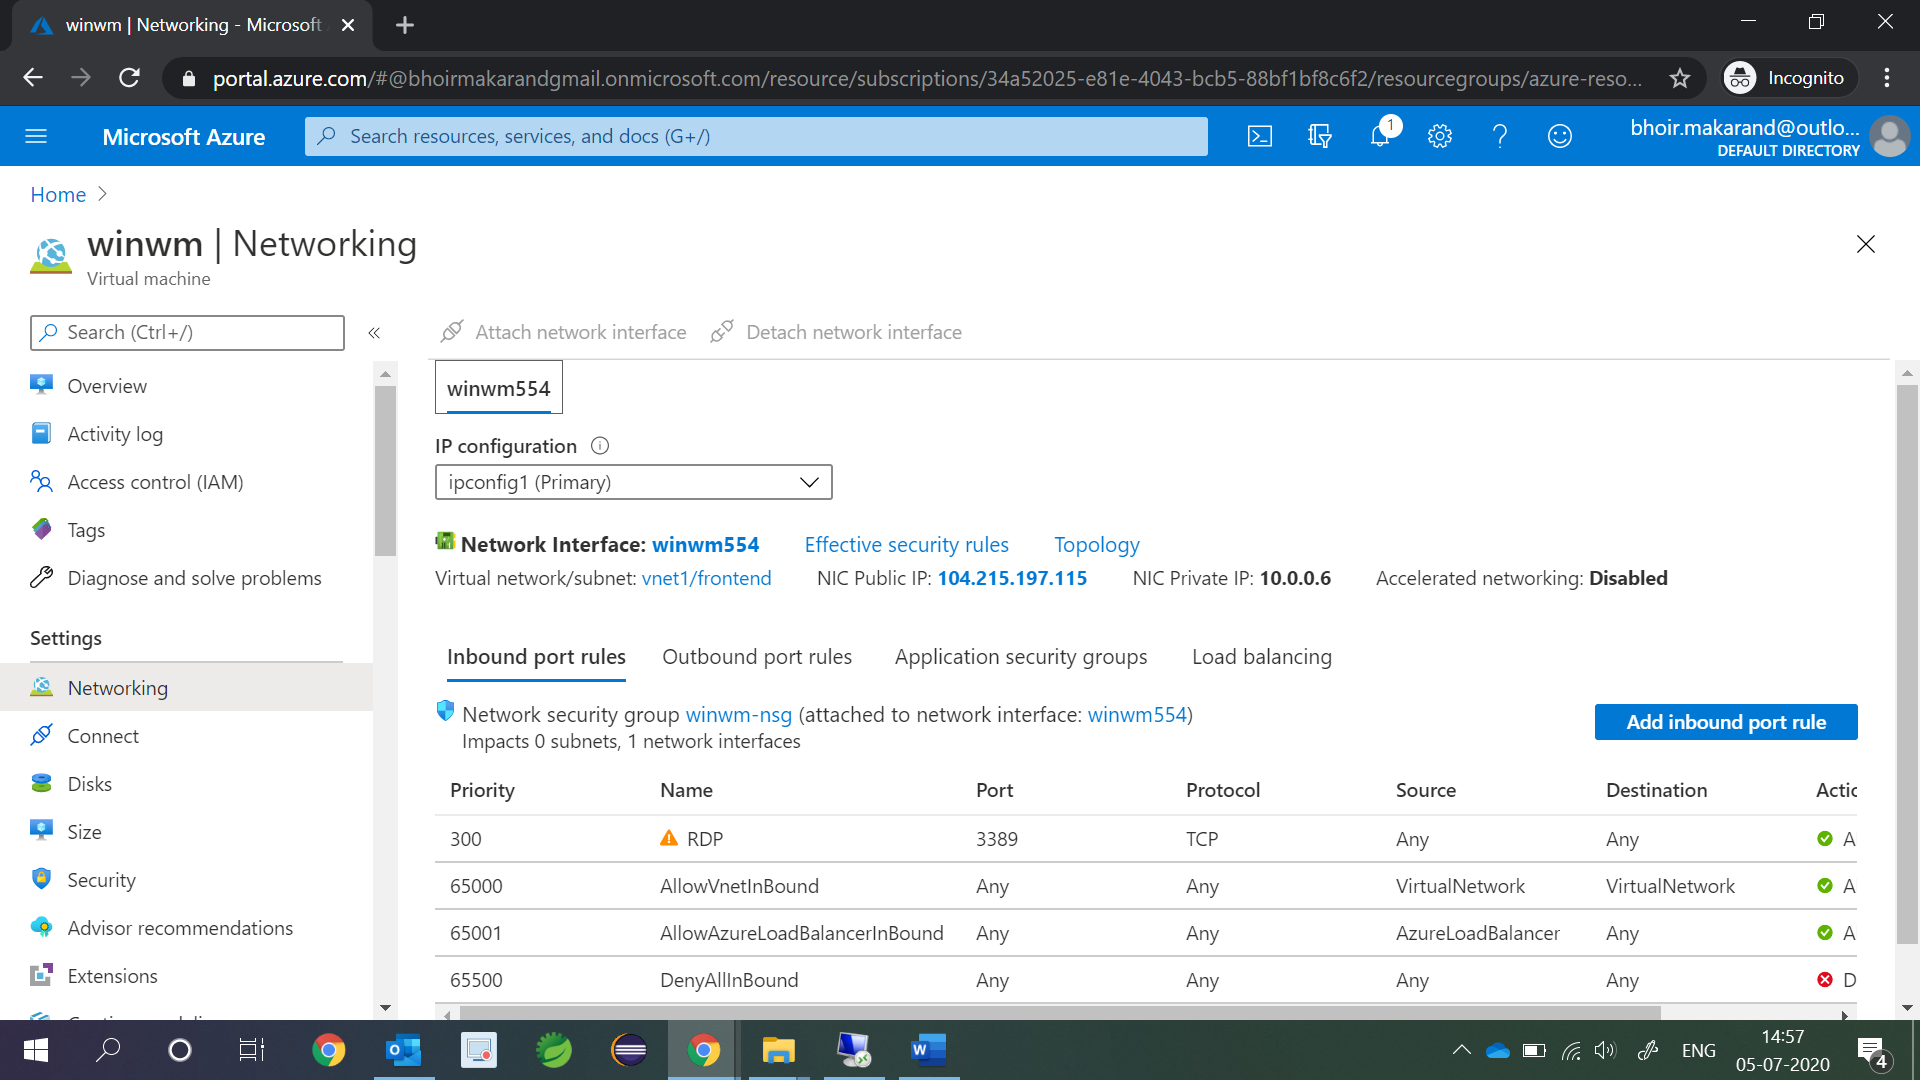 winwm | Networking - Microsoft
portal.azure.com/#@bhoirmakarandgmail.onmicrosoft.com/resource/subscriptions/34a52025-e81e-4043-bcb5-88bf1bf8c6f2/resourcegroups/azure-reso...
Incognito
Microsoft Azure
Search resources, services, and docs (G+/)
1
bhoir.makarand@outlo...
DEFAULT DIRECTORY
Home
winwm | Networking
Virtual machine
Search (Ctrl+/)
«
Attach network interface
Detach network interface
Overview
Activity log
Access control (IAM)
Tags
Diagnose and solve problems
Settings
Networking
Connect
Disks
Size
Security
Advisor recommendations
Extensions
winwm554
IP configuration
ipconfig1 (Primary)
Network Interface: winwm554 Effective security rules Topology
Virtual network/subnet: vnet1/frontend NIC Public IP: 104.215.197.115 NIC Private IP: 10.0.0.6 Accelerated networking: Disabled
Inbound port rules Outbound port rules Application security groups Load balancing
Network security group winwm-nsg (attached to network interface: winwm554)
Impacts 0 subnets, 1 network interfaces
Add inbound port rule
Priority Name Port Protocol Source Destination Actic
300 RDP 3389 TCP Any Any A
65000 AllowVnetInBound Any Any VirtualNetwork VirtualNetwork A
65001 AllowAzureLoadBalancerInBound Any Any AzureLoadBalancer Any A
65500 DenyAllInBound Any Any Any Any D
ENG
14:57
05-07-2020
4